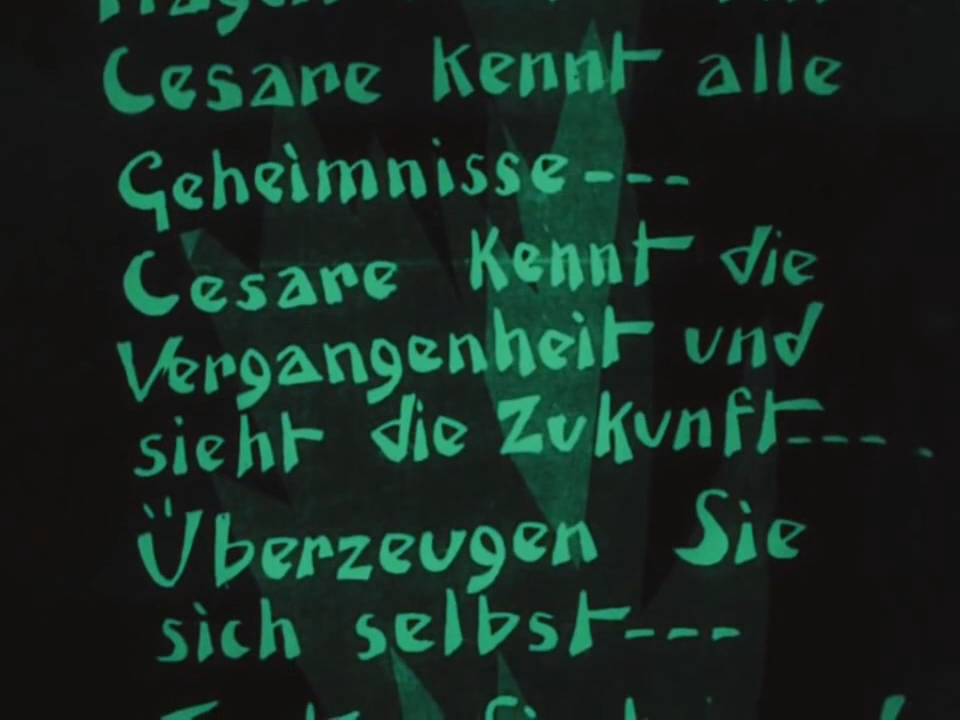 Cesare kennt alle
Geheimnisse---
Cesare kennt die
Vergangenheit und
sieht die Zukunft---
Überzeugen Sie
sich selbst---